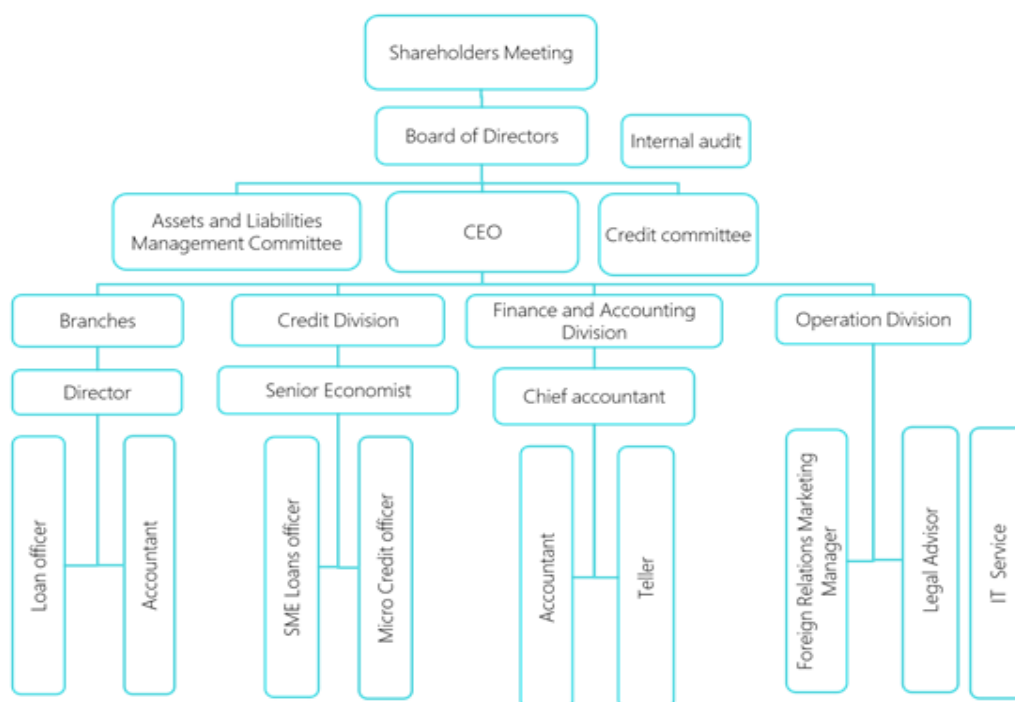 Shareholders Meeting
Board of Directors
Internal audit
Assets and Liabilities
Management Committee
CEO
Credit committee
Branches
Credit Division
Finance and Accounting
Division
Operation Division
Director
Senior Economist
Chief accountant
Loan officer
Accountant
SME Loans officer
Micro Credit officer
Accountant
Teller
Foreign Relations Marketing
Manager
Legal Advisor
IT Service